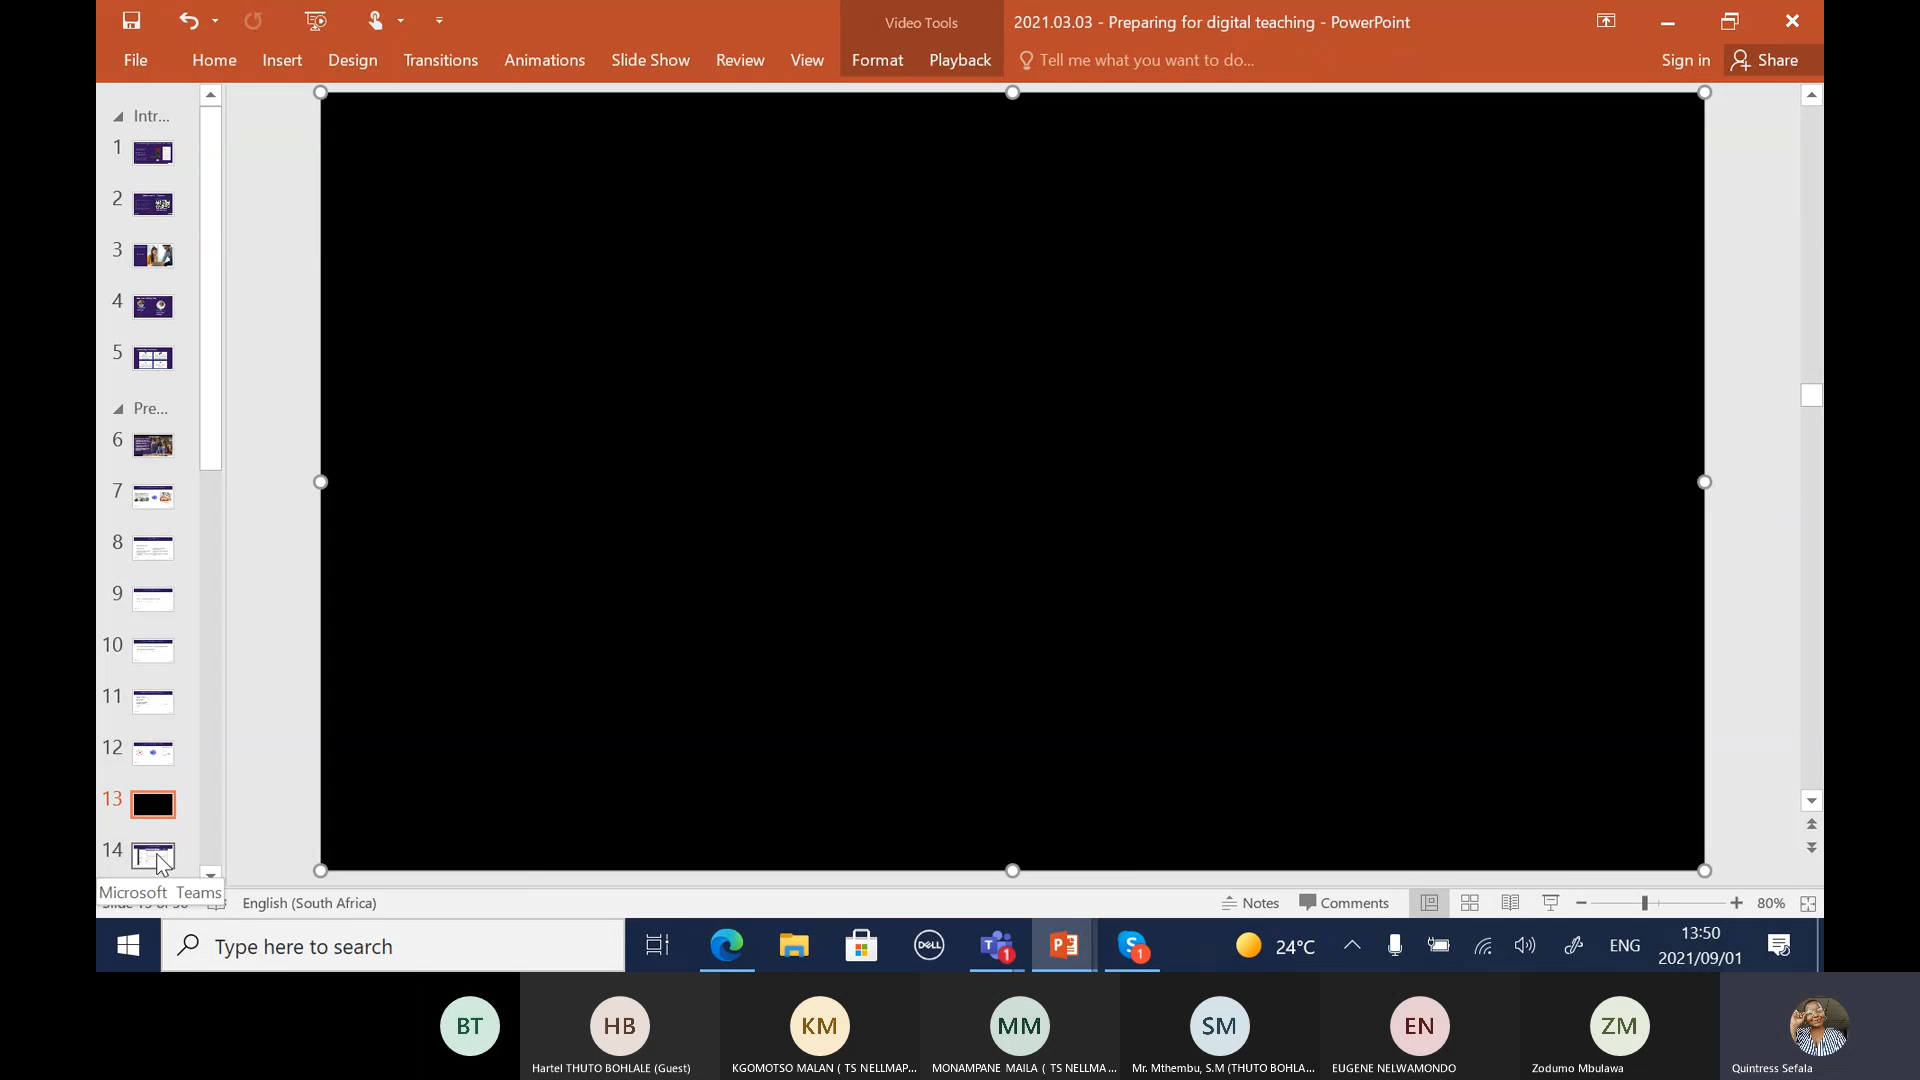 Video Tools
2021.03.03 - Preparing for digital teaching - PowerPoint
File
Home
Insert
Design
Transitions
Animations
Slide Show
Review
View
Format
Playback
Tell me what you want to do...
Sign in
Share
Intr...
1
2
3
4
5
Pre...
6
7
8
9
10
11
12
13
14
Microsoft Teams
English (South Africa)
Notes
Comments
80%
Type here to search
DELL
1
1
24°C
ENG
13:50
2021/09/01
BT
HB
KM
MM
SM
EN
ZM
Hartel THUTO BOHLALE (Guest)
KGOMOTSO MALAN ( TS NELLMAP...
MONAMPANE MAILA ( TS NELLMA ...
Mr. Mthembu, S.M (THUTO BOHLA...
EUGENE NELWAMONDO
Zodumo Mbulawa
Quintress Sefala